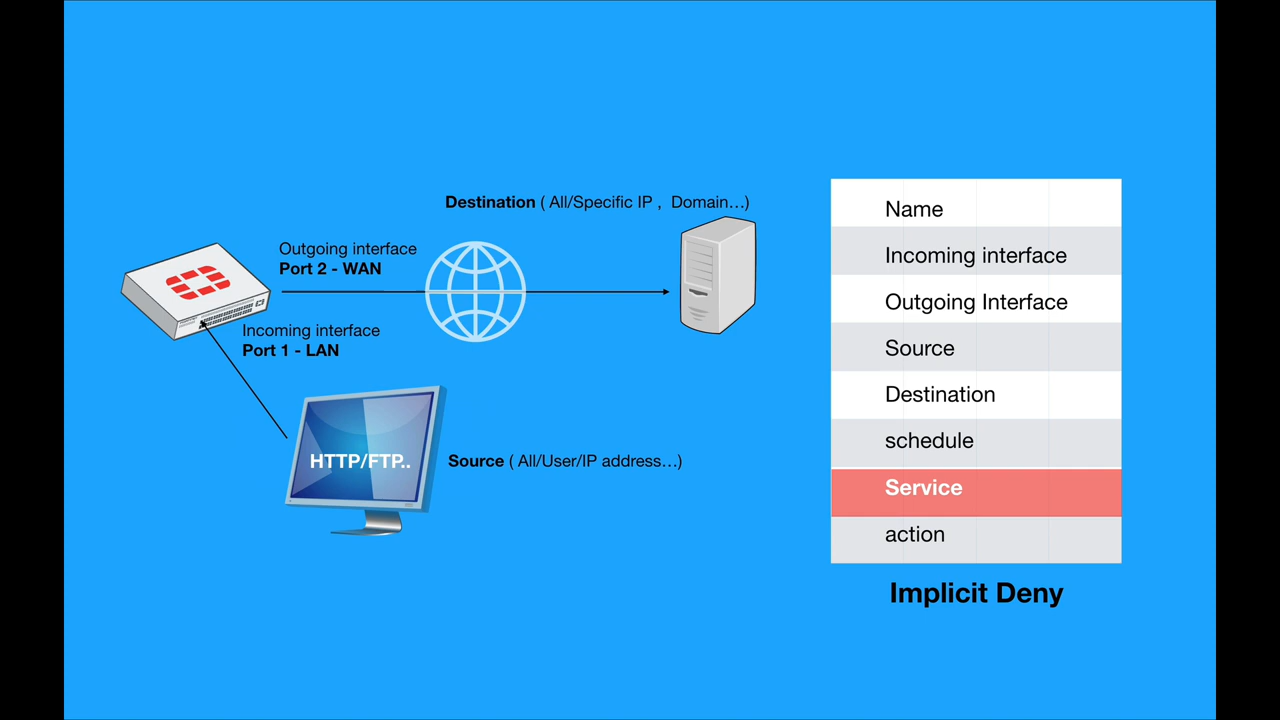 Destination ( All/Specific IP ,  Domain...)
Outgoing interface
Port 2 - WAN
Incoming interface
Port 1 - LAN
HTTP/FTP..
Source ( All/User/IP address...)
Name
Incoming interface
Outgoing Interface
Source
Destination
schedule
Service
action
Implicit Deny